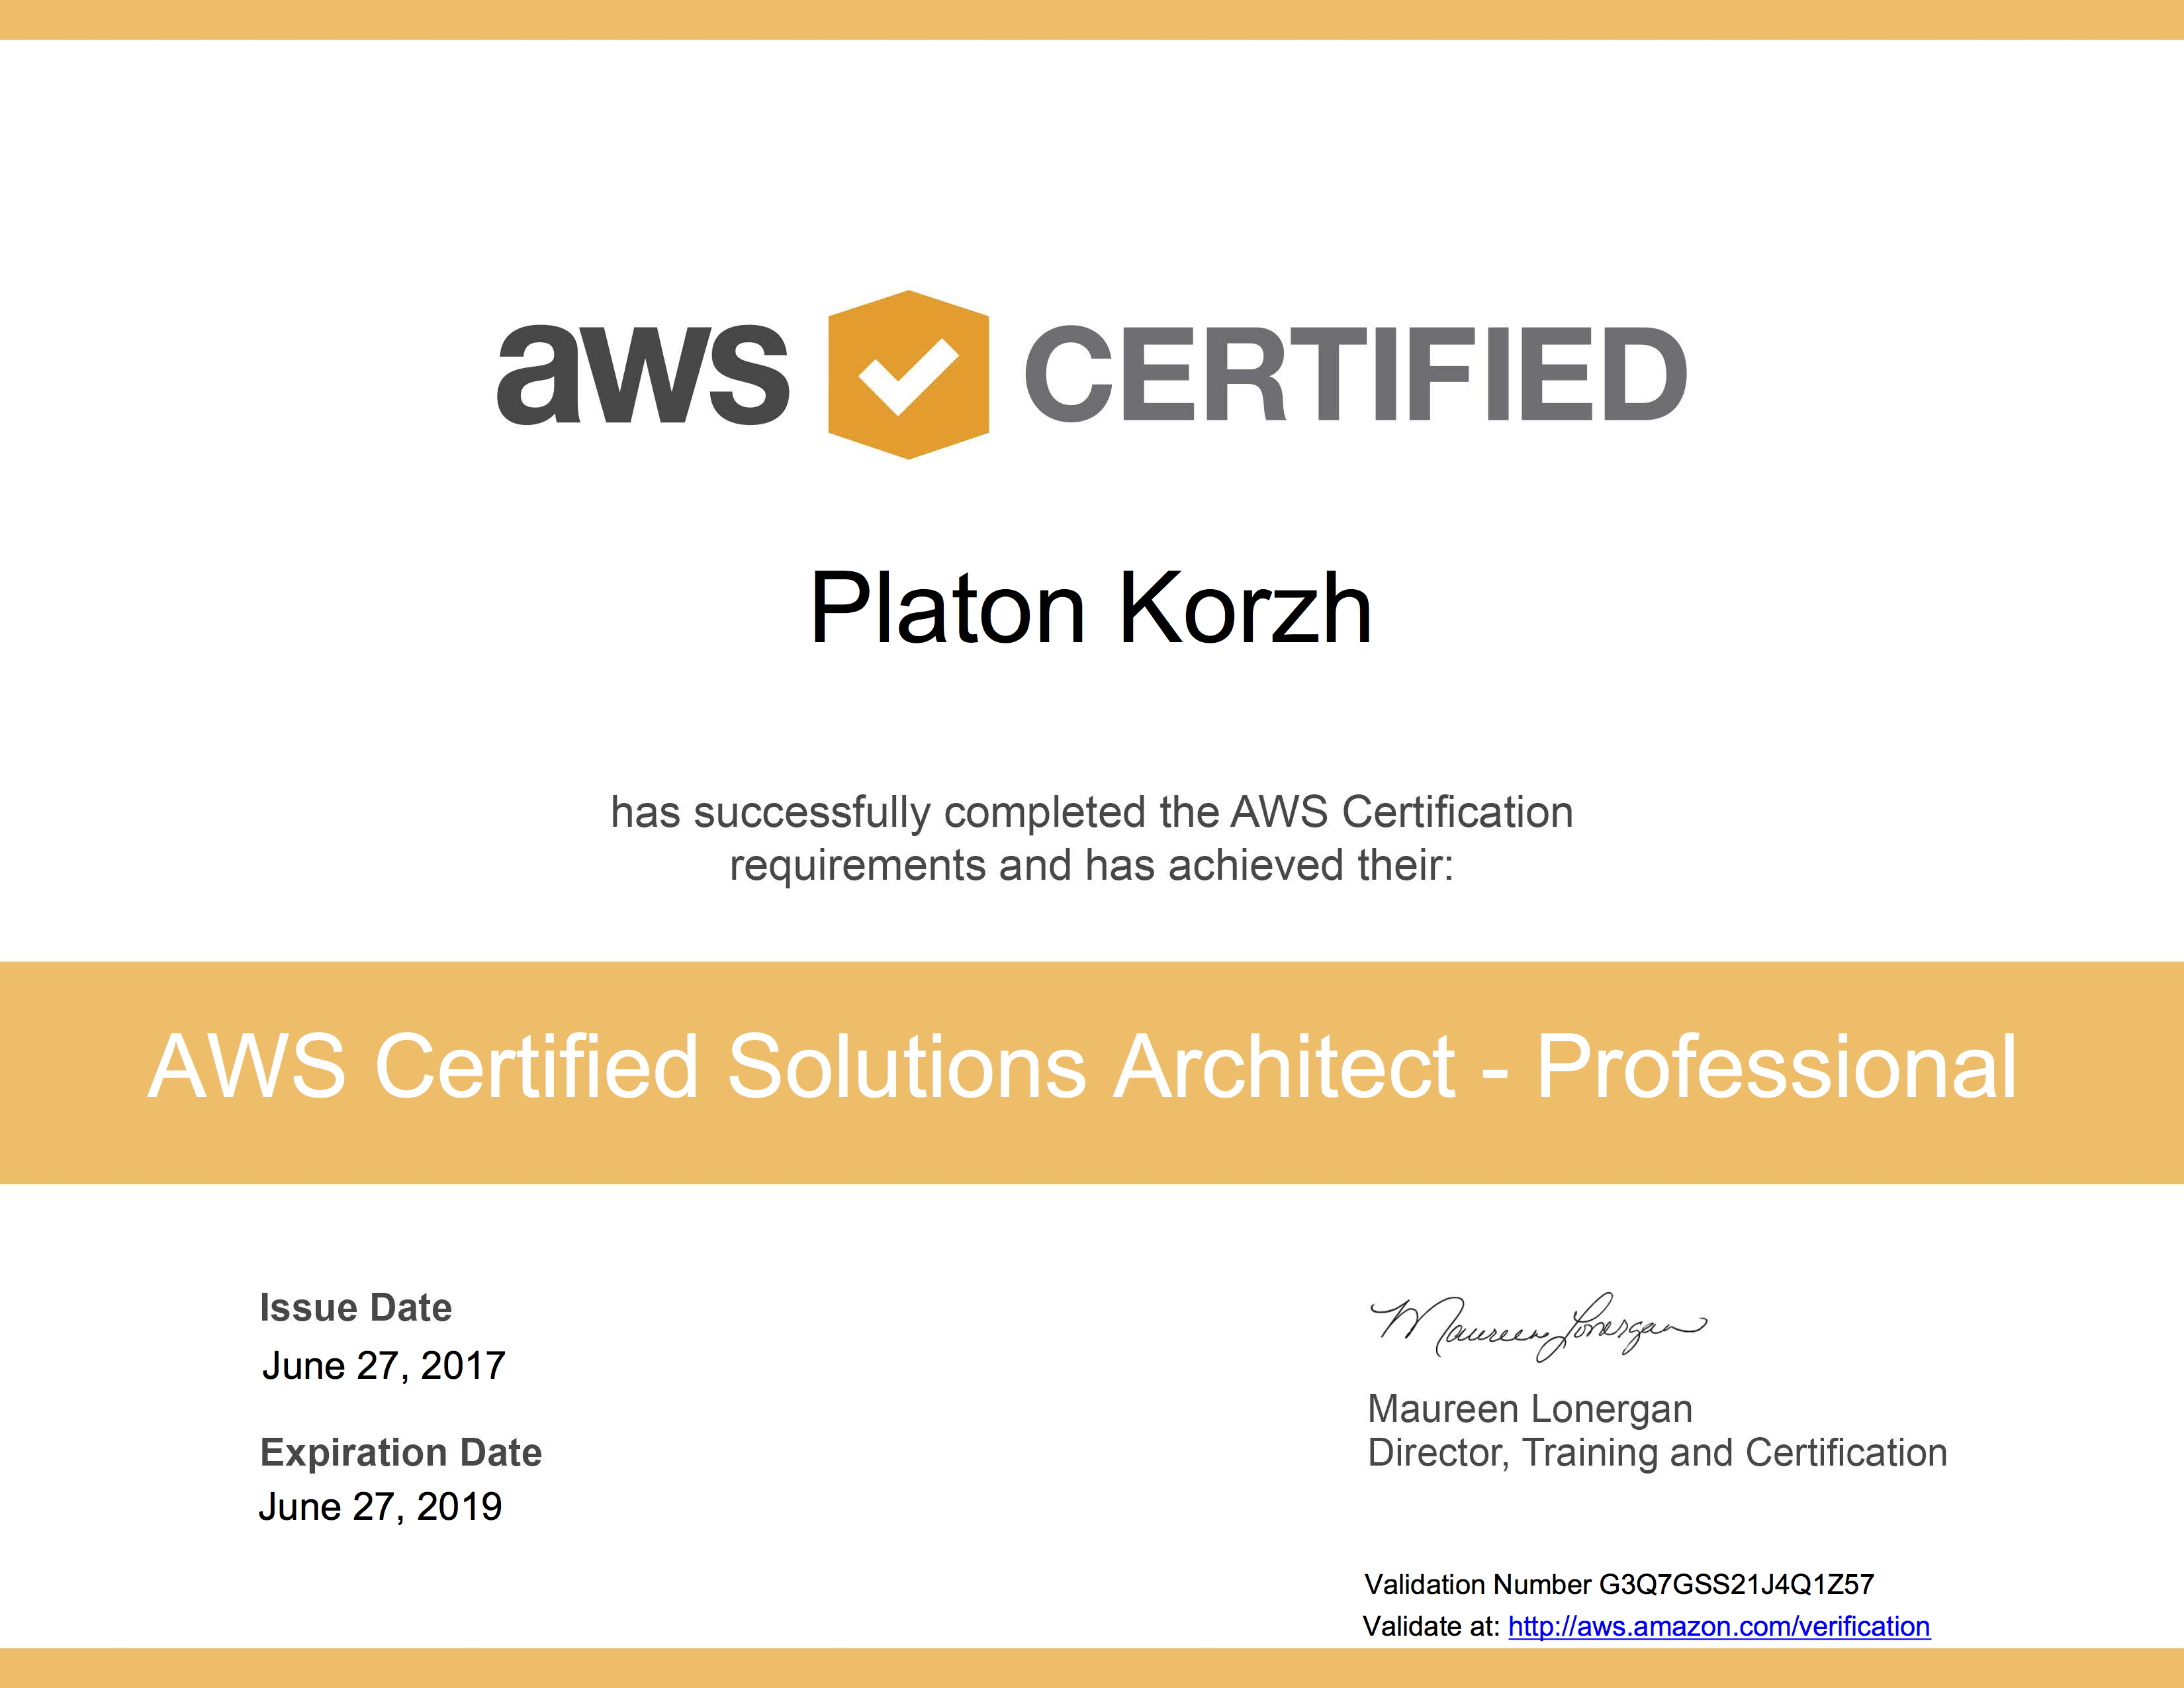 aws CERTIFIED
Platon Korzh
has successfully completed the AWS Certification
requirements and has achieved their:
AWS Certified Solutions Architect - Professional
Issue Date
June 27, 2017
Expiration Date
June 27, 2019
Maureen Lonergan
Maureen Lonergan
Director, Training and Certification
Validation Number G3Q7GSS21J4Q1Z57
Validate at: http://aws.amazon.com/verification